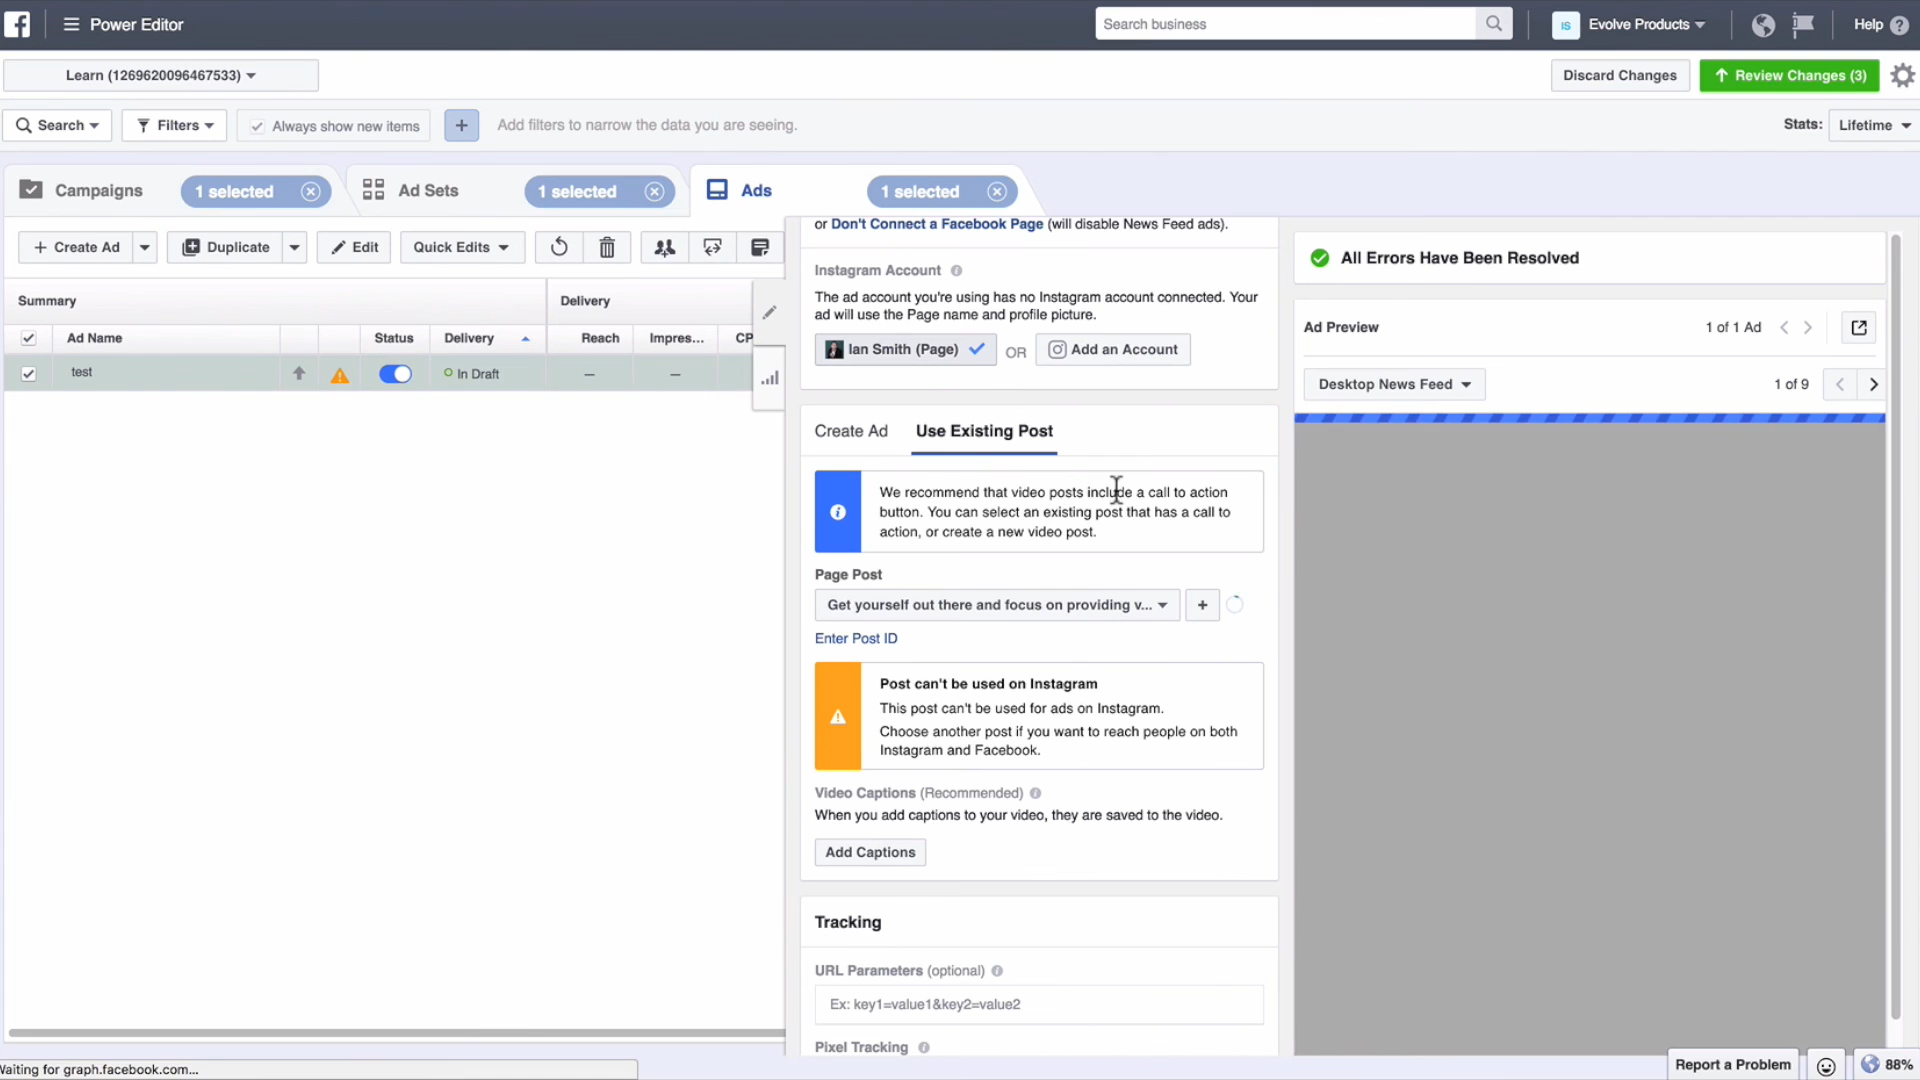 Power Editor
Search business
IS
Evolve Products
Help
Learn (1269620096467533)
Discard Changes
Review Changes (3)
Search
Filters
Always show new items
+
Add filters to narrow the data you are seeing.
Stats:
Lifetime
Campaigns
1 selected
Ad Sets
1 selected
Ads
1 selected
+ Create Ad
Duplicate
Edit
Quick Edits
Summary
Delivery
Ad Name
Status
Delivery
Reach
Impres...
CP
test
In Draft
—
—
or Don't Connect a Facebook Page (will disable News Feed ads).
Instagram Account
The ad account you're using has no Instagram account connected. Your
ad will use the Page name and profile picture.
Ian Smith (Page)
OR
Add an Account
Create Ad
Use Existing Post
We recommend that video posts include a call to action
button. You can select an existing post that has a call to
action, or create a new video post.
Page Post
Get yourself out there and focus on providing v...
+
Enter Post ID
Post can't be used on Instagram
This post can't be used for ads on Instagram.
Choose another post if you want to reach people on both
Instagram and Facebook.
Video Captions (Recommended)
When you add captions to your video, they are saved to the video.
Add Captions
Tracking
URL Parameters (optional)
Ex: key1=value1&key2=value2
Pixel Tracking
All Errors Have Been Resolved
Ad Preview
1 of 1 Ad
Desktop News Feed
1 of 9
Waiting for graph.facebook.com...
Report a Problem
88%